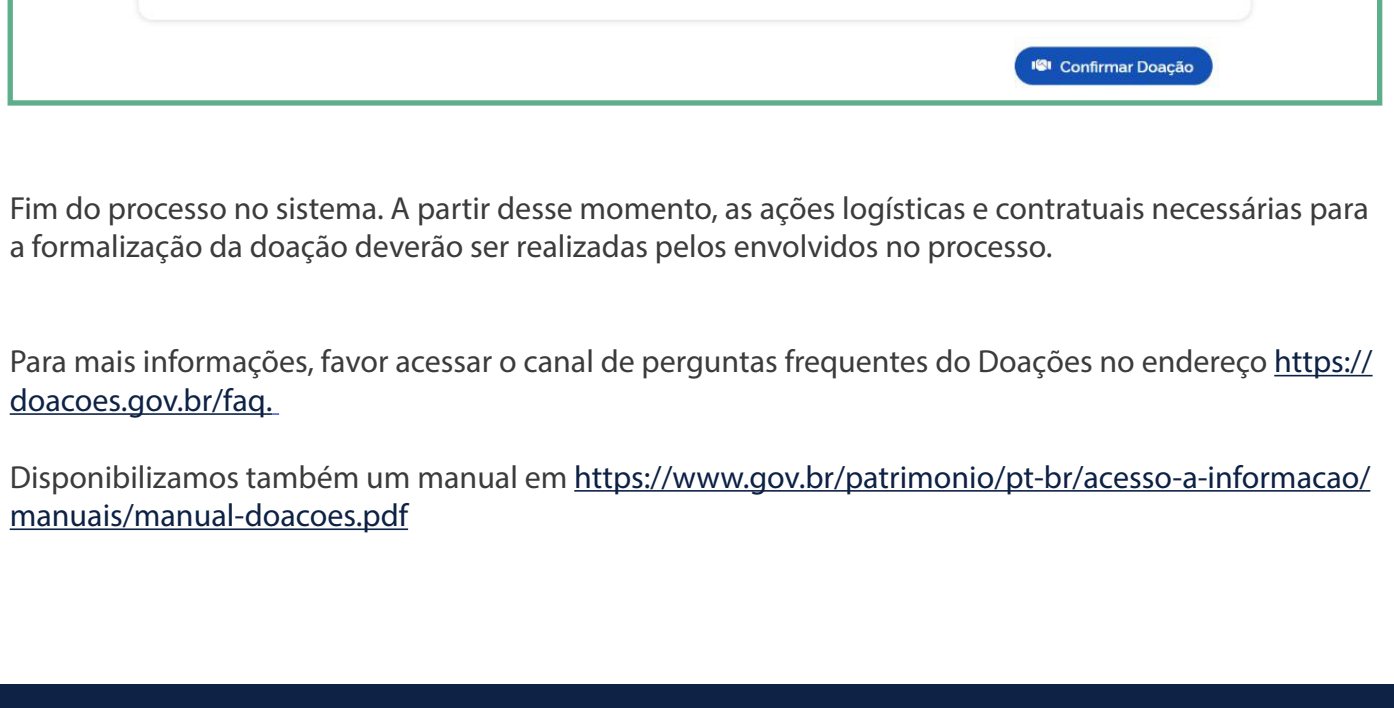 Confirmar Doação
Fim do processo no sistema. A partir desse momento, as ações logísticas e contratuais necessárias para
a formalização da doação deverão ser realizadas pelos envolvidos no processo.
Para mais informações, favor acessar o canal de perguntas frequentes do Doações no endereço https://
doacoes.gov.br/faq.
Disponibilizamos também um manual em https://www.gov.br/patrimonio/pt-br/acesso-a-informacao/
manuais/manual-doacoes.pdf